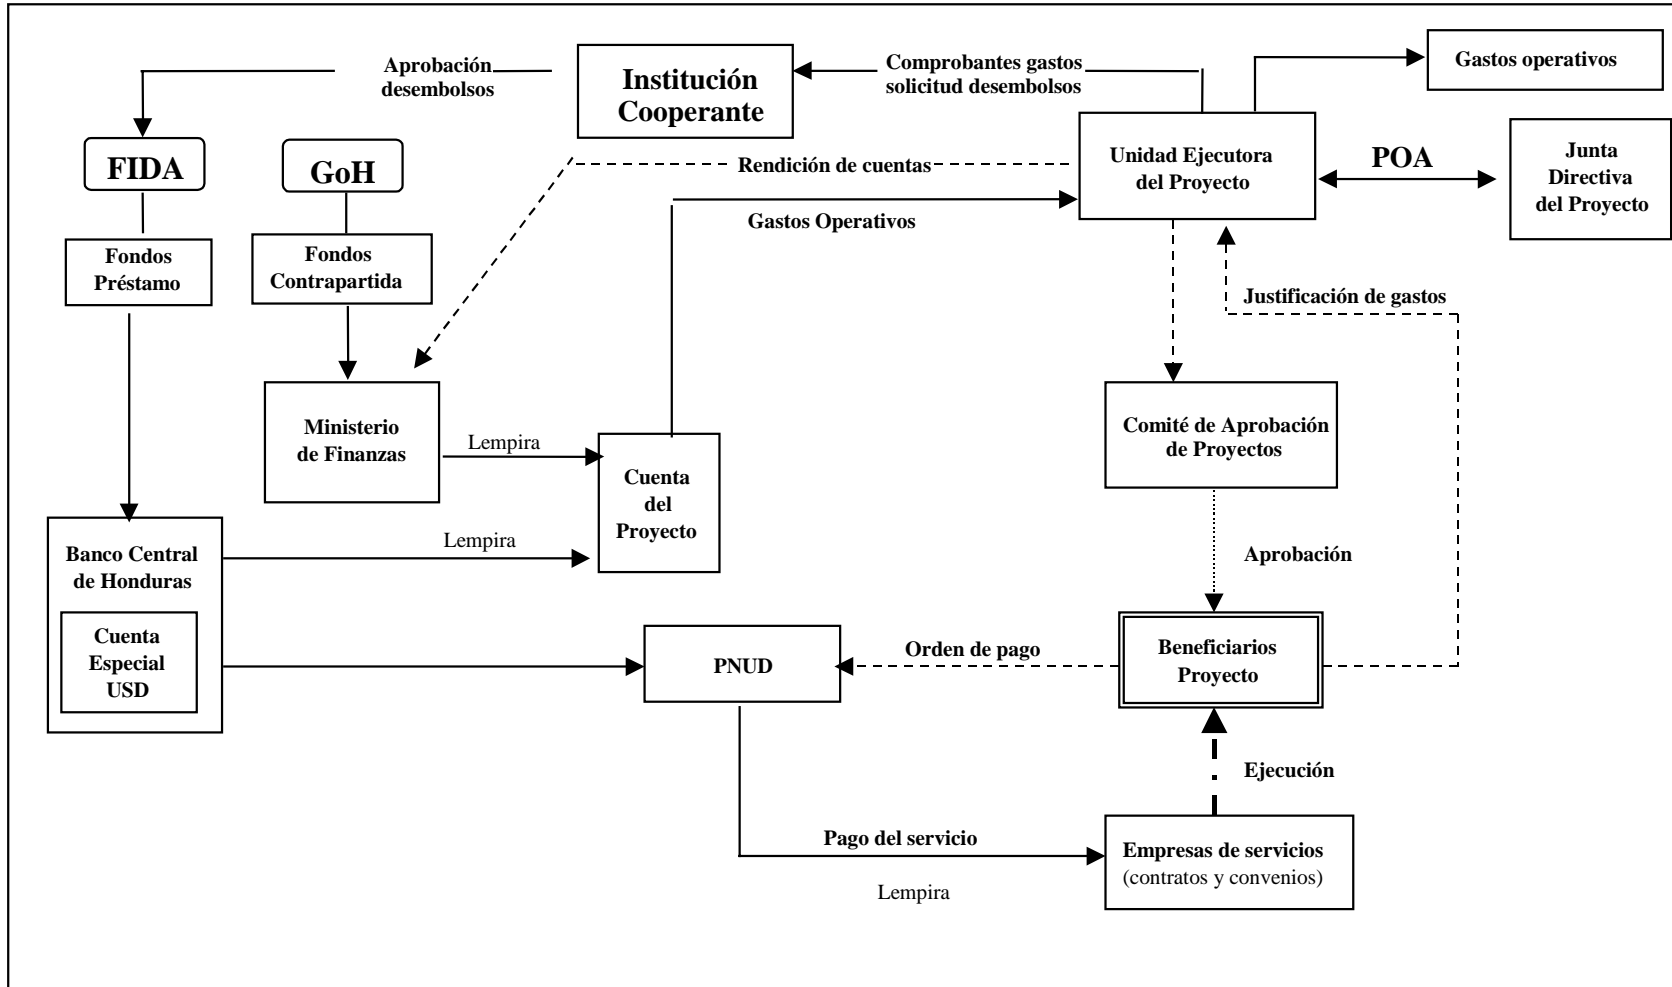 Aprobación
desembolsos
Institución
Cooperante
Comprobantes gastos
solicitud desembolsos
Gastos operativos
FIDA
GoH
Rendición de cuentas
Unidad Ejecutora
del Proyecto
POA
Junta
Directiva
del Proyecto
Gastos Operativos
Fondos
Préstamo
Fondos
Contrapartida
Justificación de gastos
Ministerio
de Finanzas
Lempira
Cuenta
del
Proyecto
Comité de Aprobación
de Proyectos
Banco Central
de Honduras
Lempira
Aprobación
Cuenta
Especial
USD
PNUD
Orden de pago
Beneficiarios
Proyecto
Ejecución
Pago del servicio
Lempira
Empresas de servicios
(contratos y convenios)